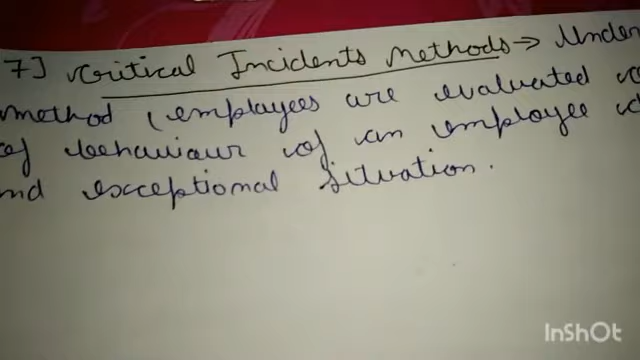 7] Critical Incidents Methods → Under
method, employees are evaluated
of behaviour of an employee
and exceptional Situation.
InShOt